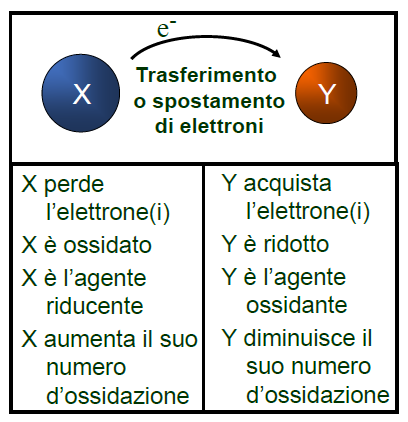 e-
X
Trasferimento
o spostamento
di elettroni
Y
X perde
l'elettrone(i)
X è ossidato
X è l'agente
riducente
X aumenta il suo
numero
d'ossidazione
Y acquista
l'elettrone(i)
Y è ridotto
Y è l'agente
ossidante
Y diminuisce il
suo numero
d'ossidazione